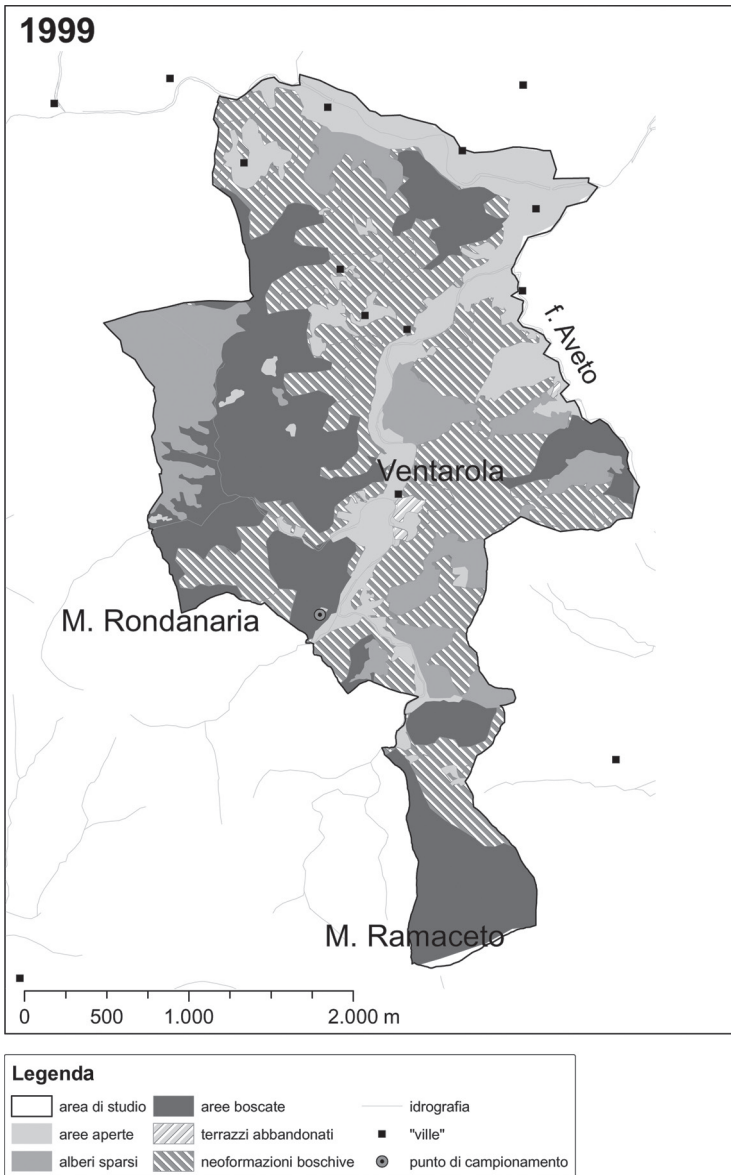 1999
f. Aveto
Ventarola
M. Rondanaria
M. Ramaceto
0 500 1.000 2.000 m
Legenda
area di studio aree boscate idrografia
aree aperte terrazzi abbandonati "ville"
alberi sparsi neoformazioni boschive punto di campionamento